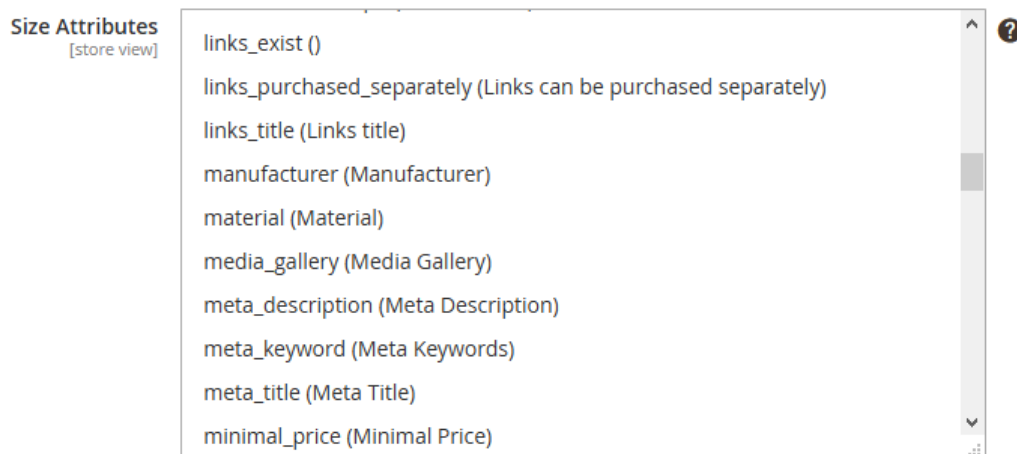 Size Attributes
[store view]
links_exist ()
links_purchased_separately (Links can be purchased separately)
links_title (Links title)
manufacturer (Manufacturer)
material (Material)
media_gallery (Media Gallery)
meta_description (Meta Description)
meta_keyword (Meta Keywords)
meta_title (Meta Title)
minimal_price (Minimal Price)
?